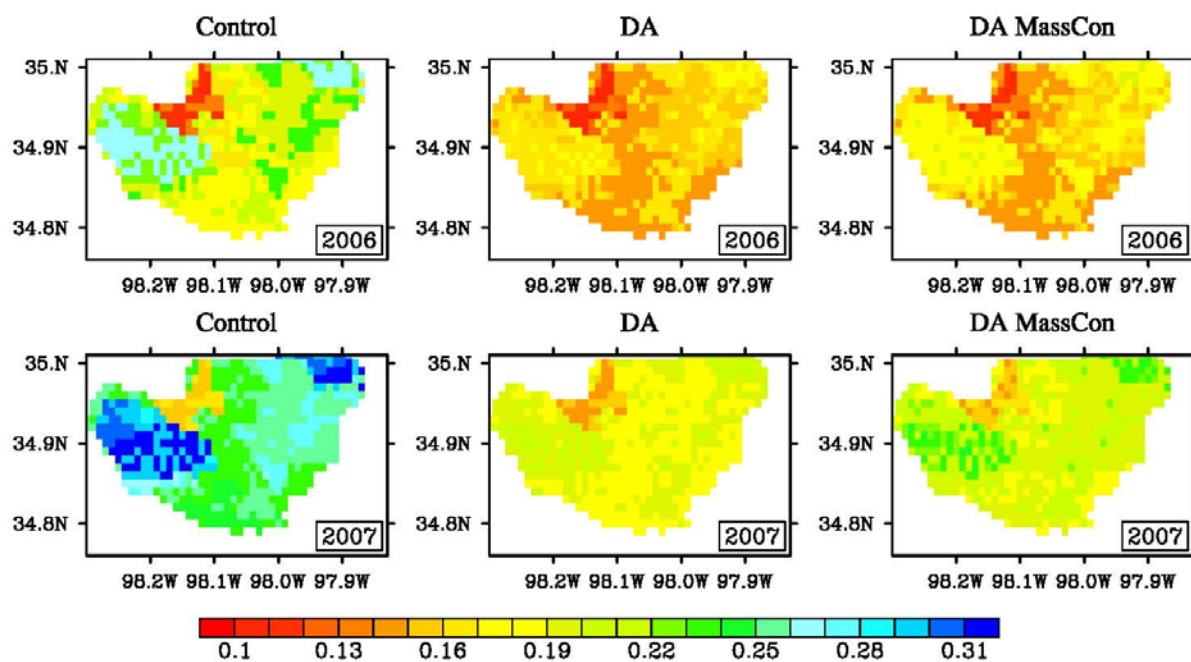 Control DA DA MassCon
35.N 35.N 35.N
34.9N 34.9N 34.9N
34.8N 34.8N 34.8N
2006 2006 2006
98.2W 98.1W 98.0W 97.9W 98.2W 98.1W 98.0W 97.9W 98.2W 98.1W 98.0W 97.9W
Control DA DA MassCon
35.N 35.N 35.N
34.9N 34.9N 34.9N
34.8N 34.8N 34.8N
2007 2007 2007
98.2W 98.1W 98.0W 97.9W 98.2W 98.1W 98.0W 97.9W 98.2W 98.1W 98.0W 97.9W
0.1 0.13 0.16 0.19 0.22 0.25 0.28 0.31